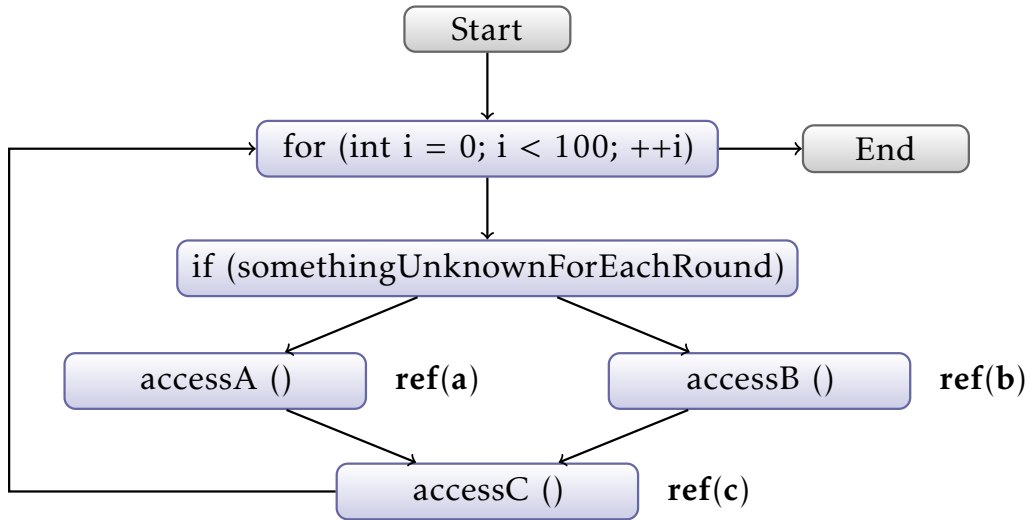 Start
for (int i = 0; i < 100; ++i)
End
if (somethingUnknownForEachRound)
accessA ()
ref(a)
accessB ()
ref(b)
accessC ()
ref(c)